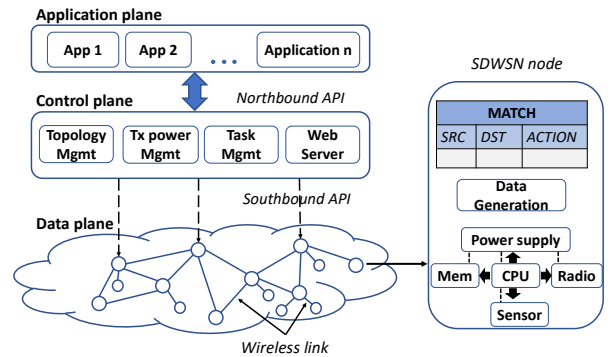 Application plane
App 1
App 2
...
Application n
Northbound API
Control plane
Topology
Mgmt
Tx power
Mgmt
Task
Mgmt
Web
Server
Southbound API
Data plane
Wireless link
SDWSN node
MATCH
SRC
DST
ACTION
Data
Generation
Power supply
Mem
CPU
Radio
Sensor